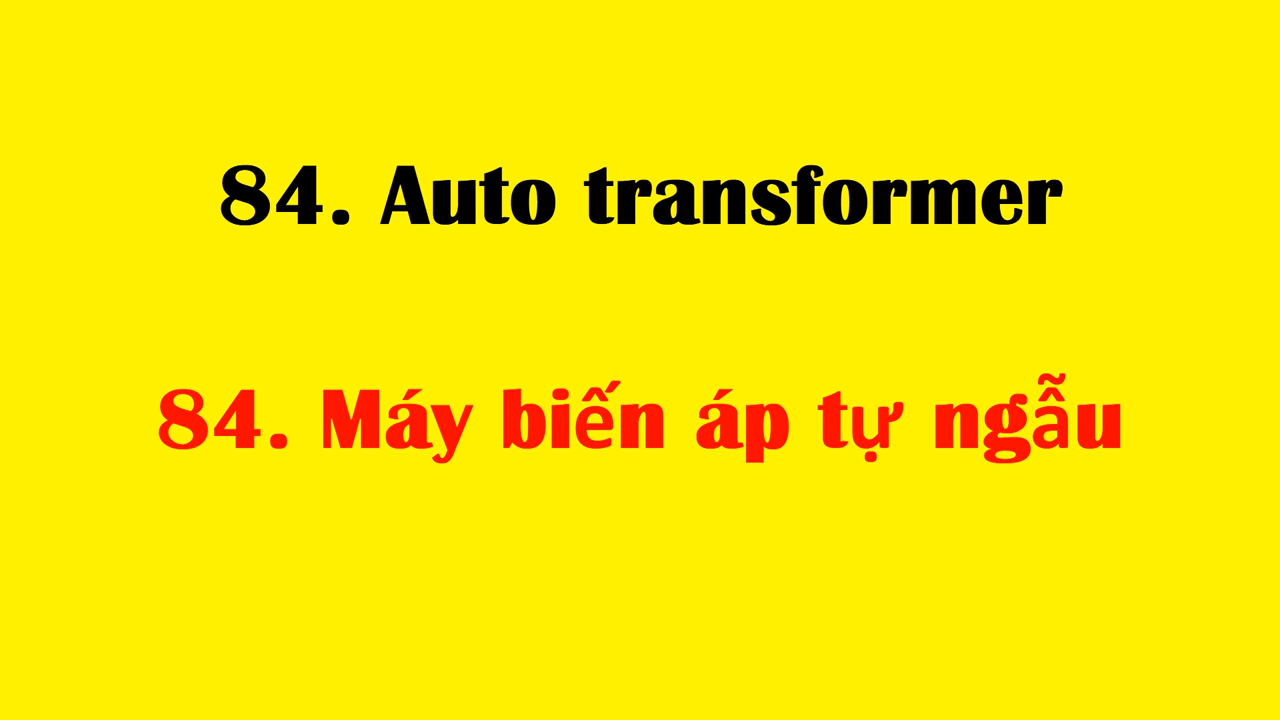 84. Auto transformer
84. Máy biến áp tự ngẫu